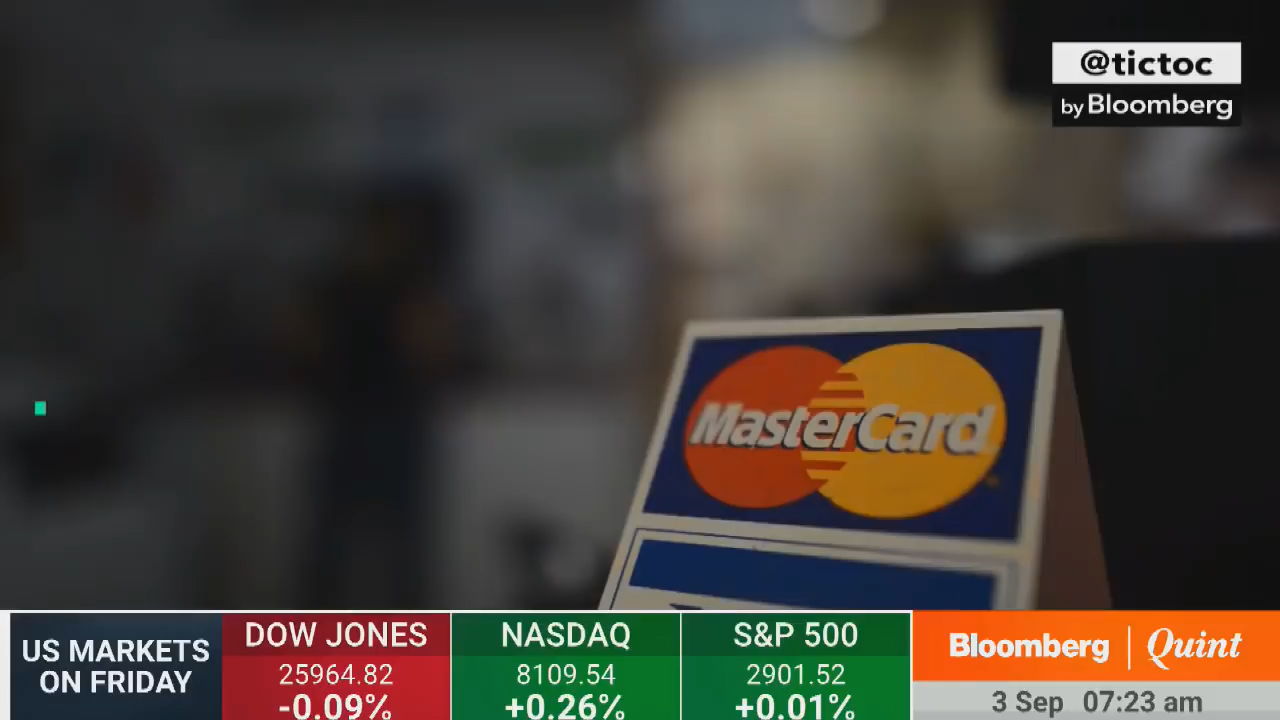 @tictoc
by Bloomberg
MasterCard
US MARKETS
ON FRIDAY
DOW JONES
25964.82
-0.09%
NASDAQ
8109.54
+0.26%
S&P 500
2901.52
+0.01%
Bloomberg | Quint
3 Sep 07:23 am